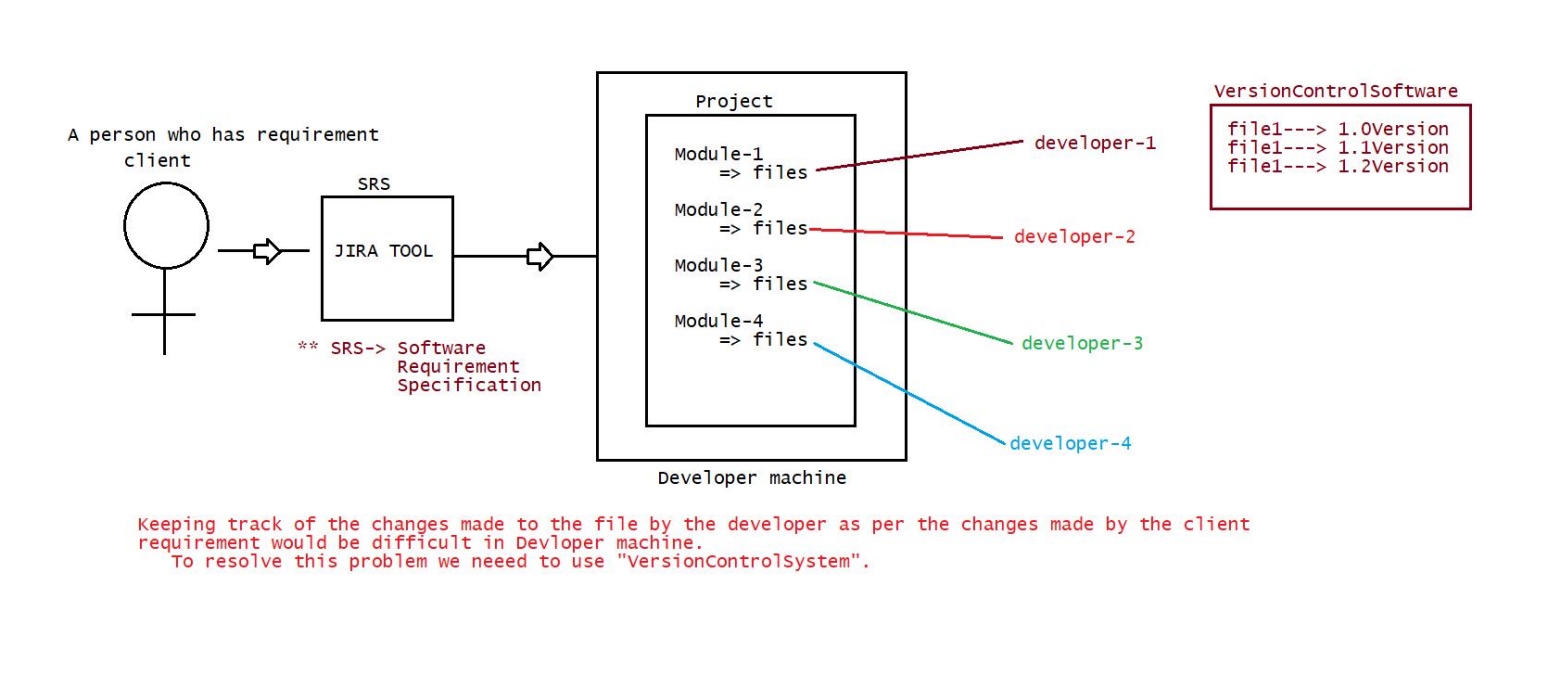 A person who has requirement
client
SRS
JIRA TOOL
** SRS-> Software
Requirement
Specification
Project
Module-1
=> files
Module-2
=> files
Module-3
=> files
Module-4
=> files
Developer machine
developer-1
developer-2
developer-3
developer-4
VersionControlSoftware
file1---> 1.0Version
file1---> 1.1Version
file1---> 1.2Version
Keeping track of the changes made to the file by the developer as per the changes made by the client
requirement would be difficult in Devloper machine.
To resolve this problem we neeed to use "VersionControlSystem".